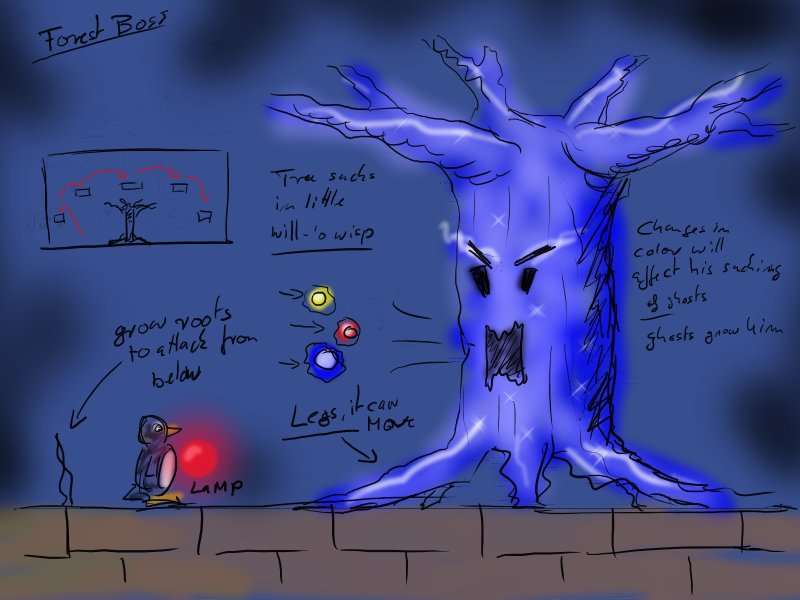 Forest Boss
Tree sucks
in little
will-'o wisp
Changes in
color will
affect his sucking
of ghosts
ghosts grow him
grow roots
to attack from
below
Legs, it can
Move
LAMP